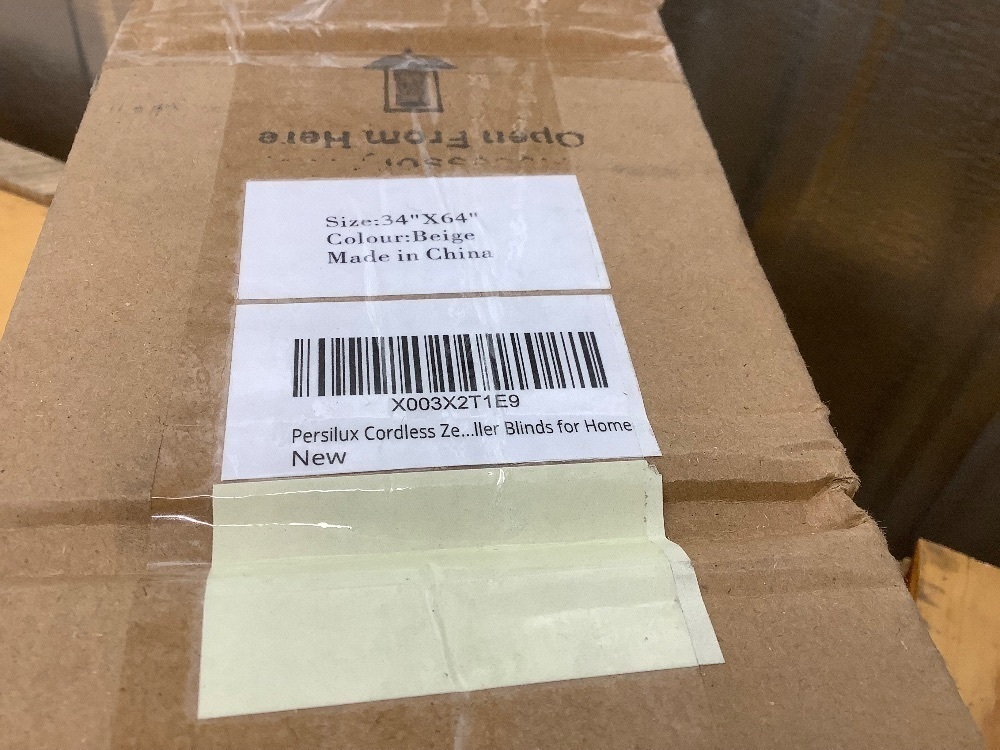 Open From Here
Size:34"X64"
Colour:Beige
Made in China
X003X2T1E9
Persilux Cordless Ze...ller Blinds for Home
New